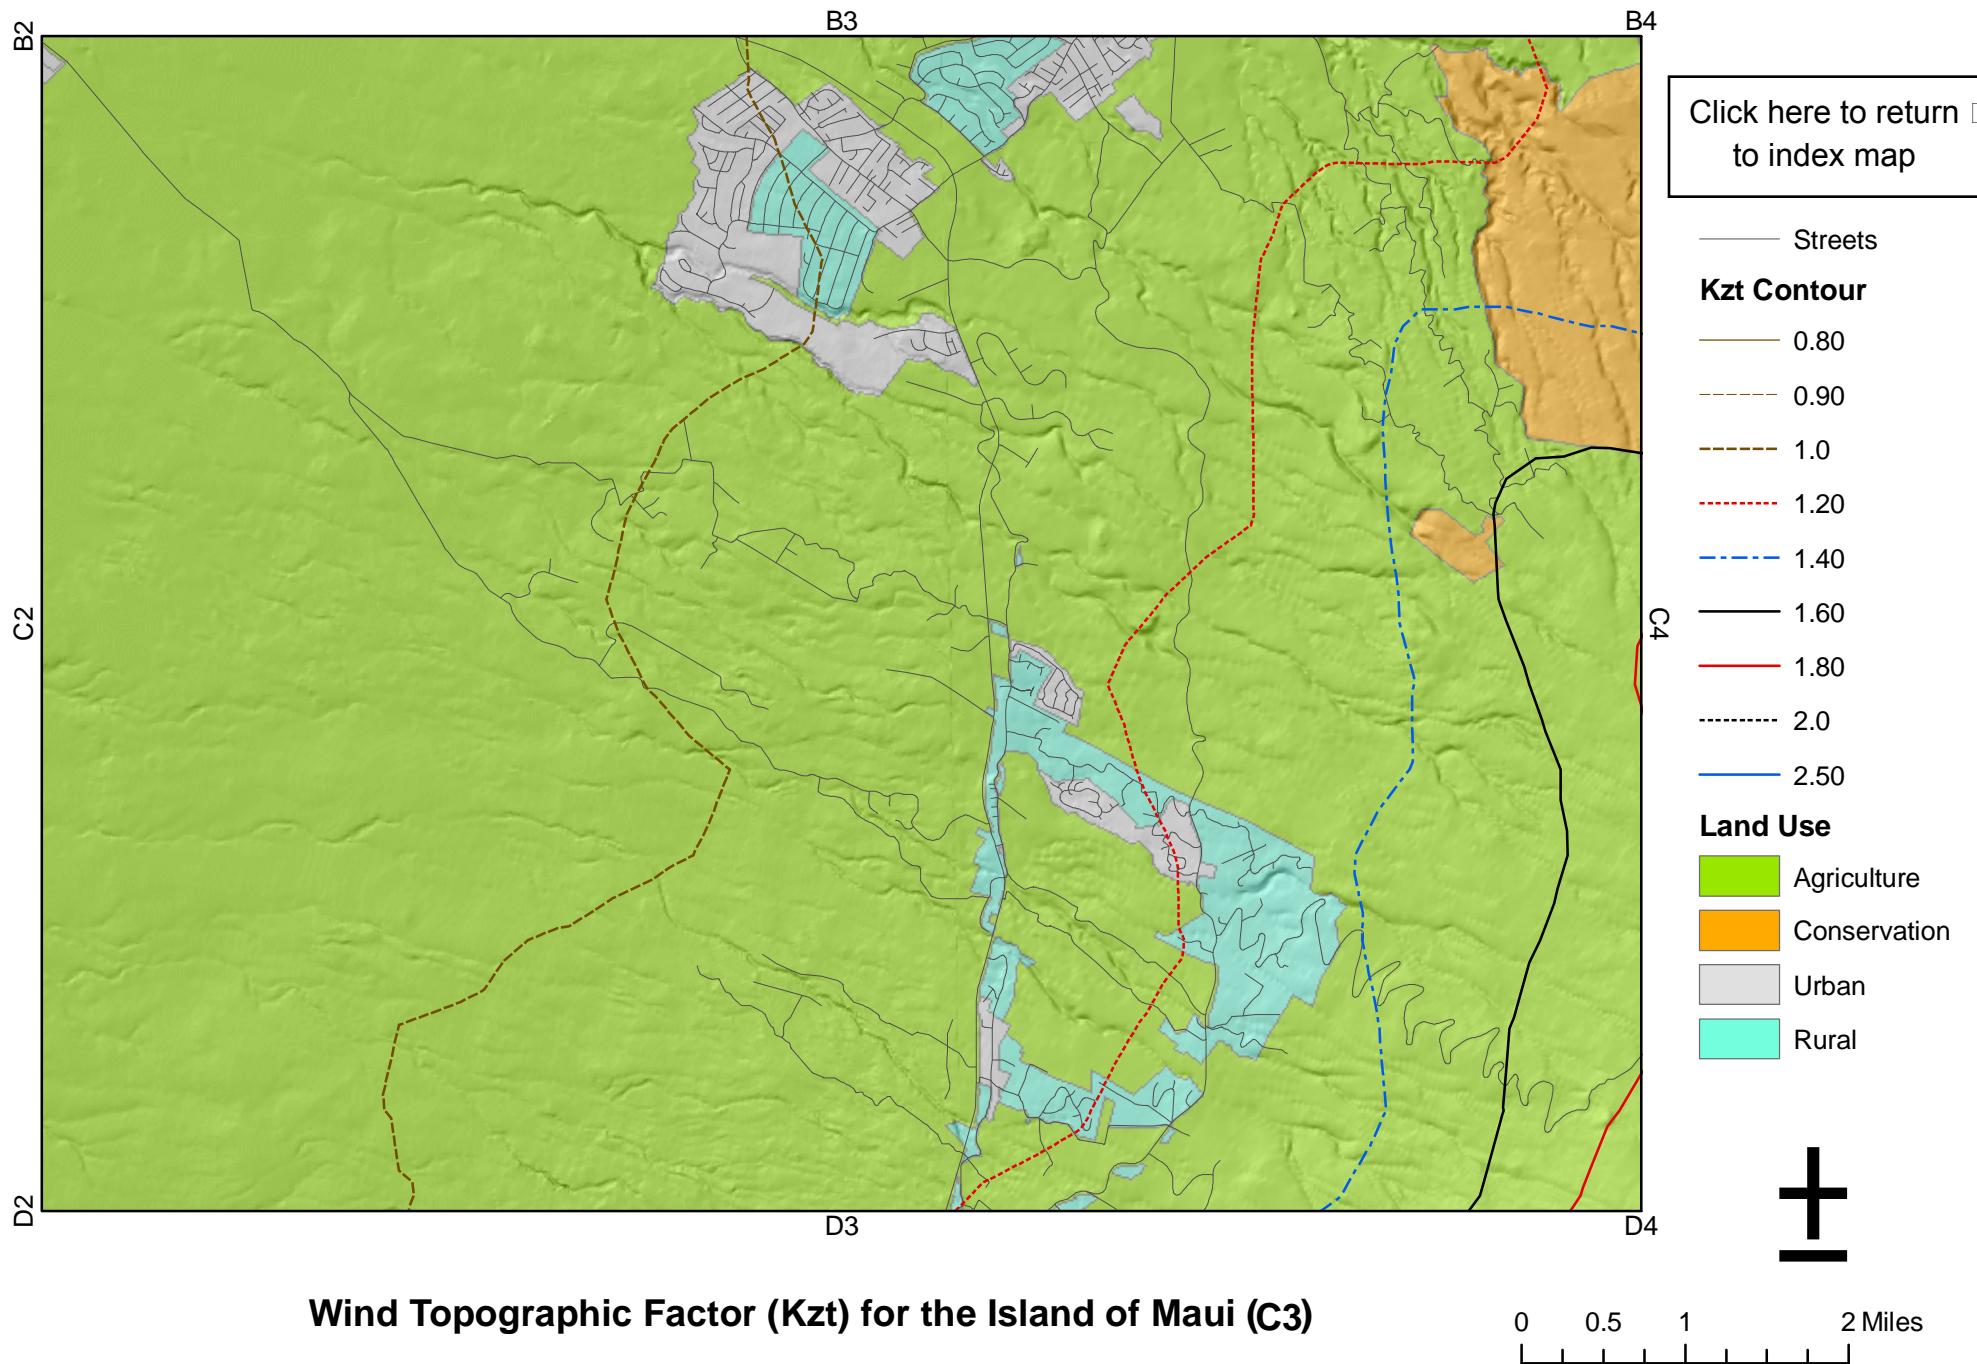 B2
B3
B4
Click here to return
to index map
Streets
Kzt Contour
0.80
0.90
1.0
1.20
1.40
1.60
1.80
2.0
2.50
Land Use
Agriculture
Conservation
Urban
Rural
C2
C4
D2
D3
D4
Wind Topographic Factor (Kzt) for the Island of Maui (C3)
0 0.5 1 2 Miles